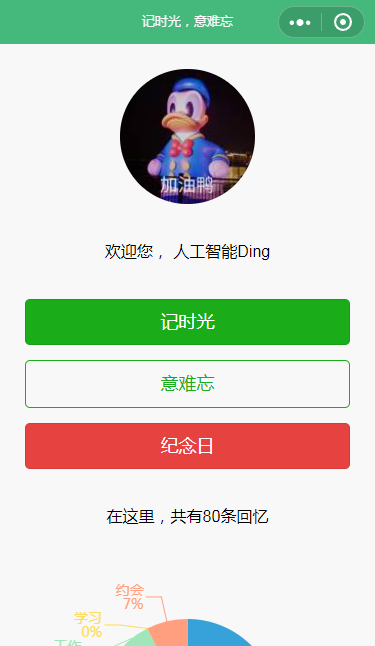 记时光，意难忘
加油鸭
欢迎您， 人工智能Ding
记时光
意难忘
纪念日
在这里，共有80条回忆
约会
7%
学习
0%
工作